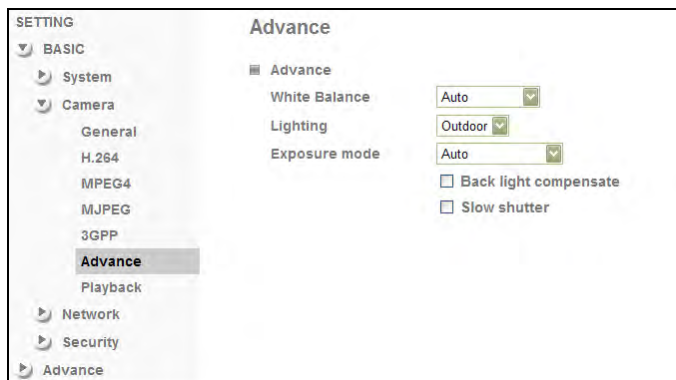 SETTING
BASIC
System
Camera
General
H.264
MPEG4
MJPEG
3GPP
Advance
Playback
Network
Security
Advance
Advance
Advance
White Balance Auto
Lighting Outdoor
Exposure mode Auto
Back light compensate
Slow shutter